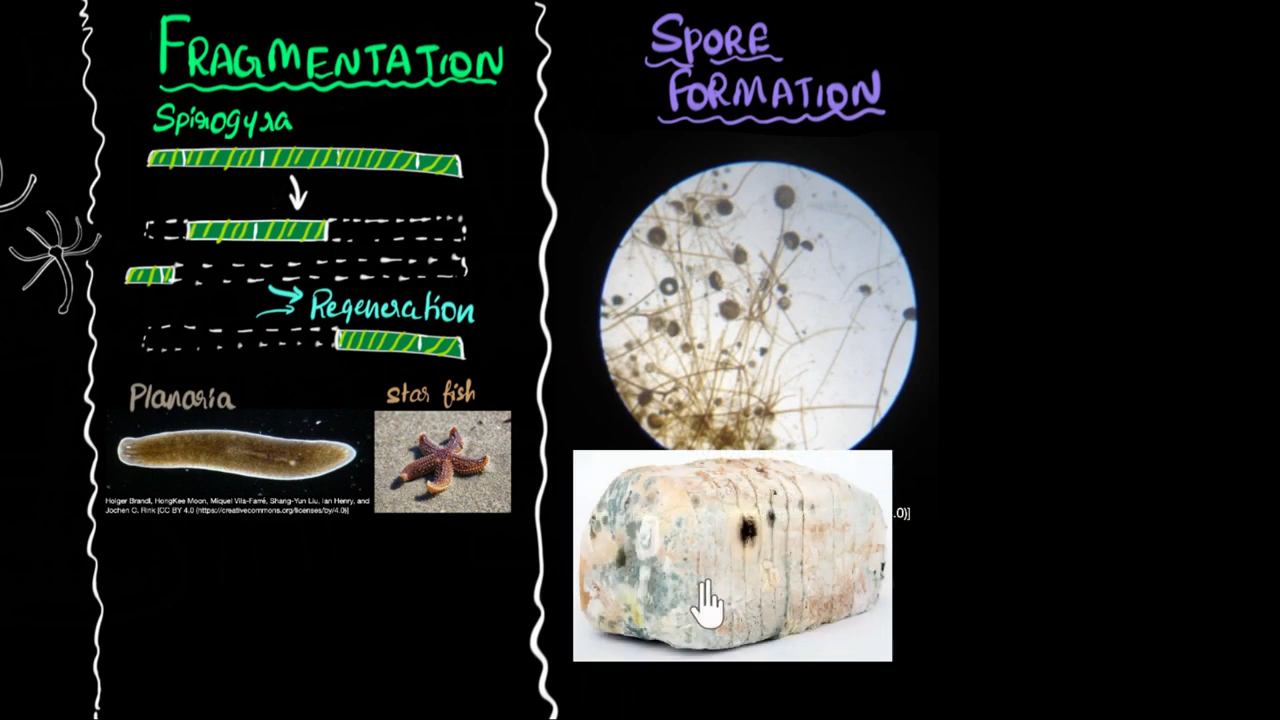 FRAGMENTATION
Spirogyra
Regeneration
Planaria
Star fish
Holger Brandl, HongKee Moon, Miquel Vila-Farré, Shang-Yun Liu, Ian Henry, and
Jochen C. Rink [CC BY 4.0 (https://creativecommons.org/licenses/by/4.0)]
SPORE
FORMATION
.0)]